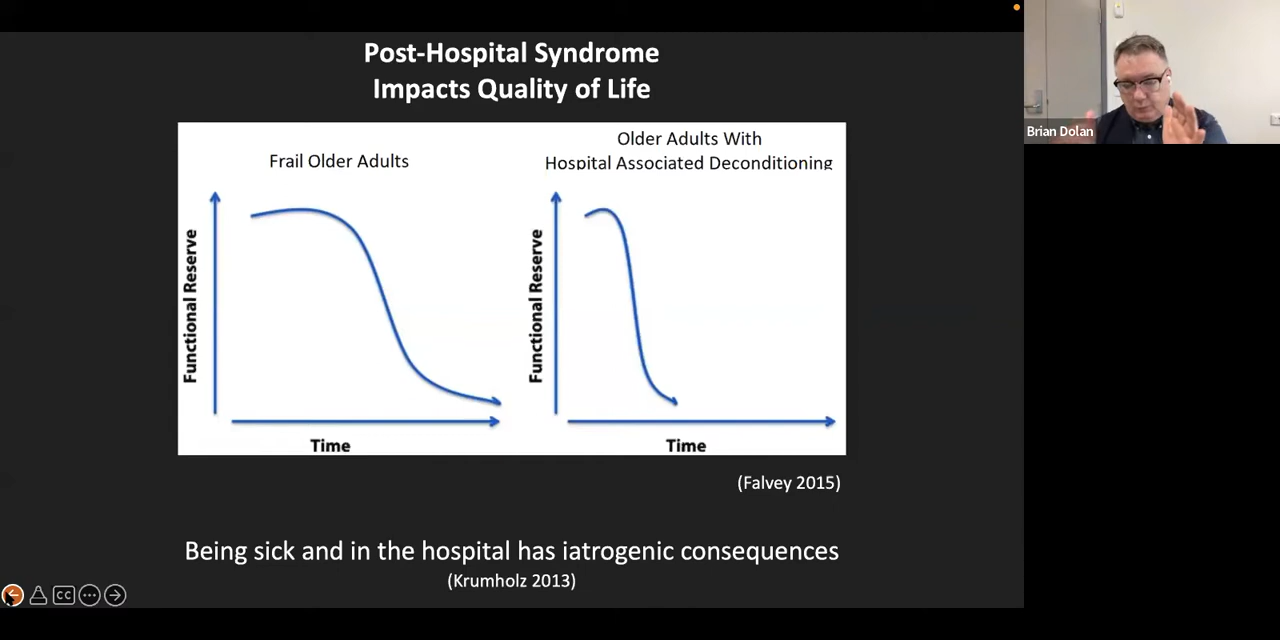 Post-Hospital Syndrome
Impacts Quality of Life
Frail Older Adults
Functional Reserve
Time
Older Adults With
Hospital Associated Deconditioning
Functional Reserve
Time
(Falvey 2015)
Being sick and in the hospital has iatrogenic consequences
(Krumholz 2013)
CC
Brian Dolan